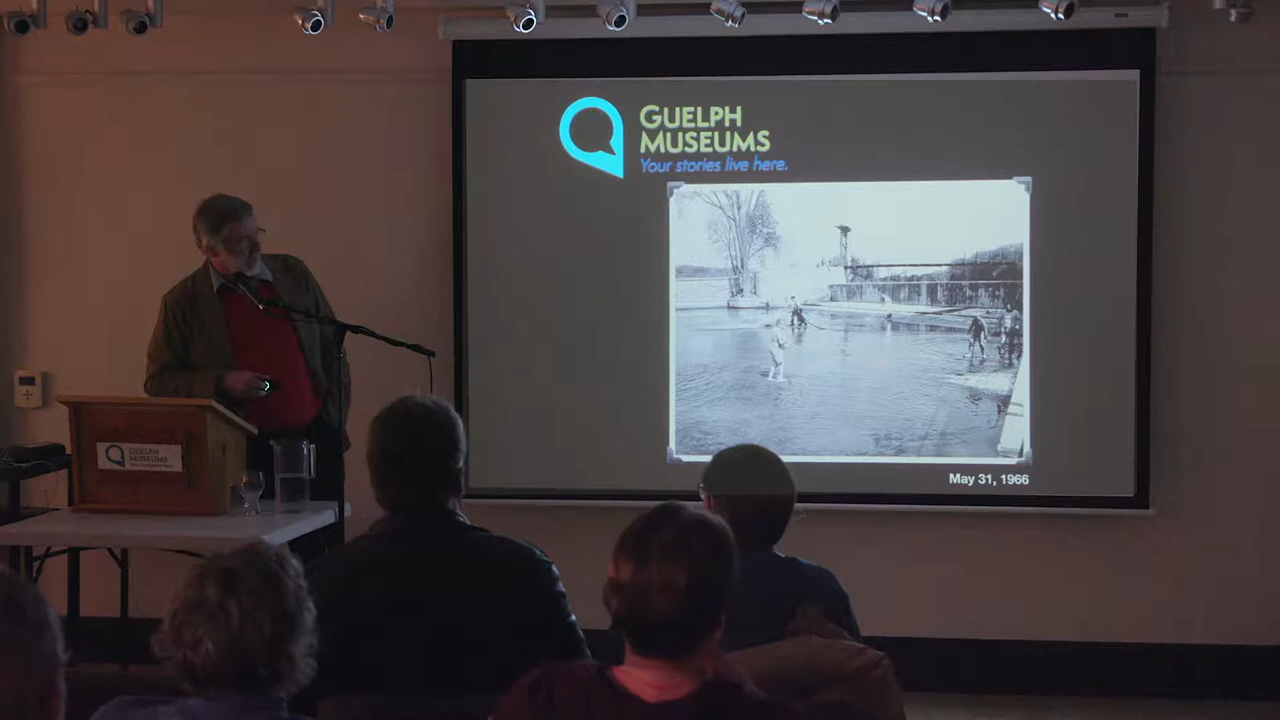 GUELPH
MUSEUMS
Your stories live here.
May 31, 1966
GUELPH
MUSEUMS